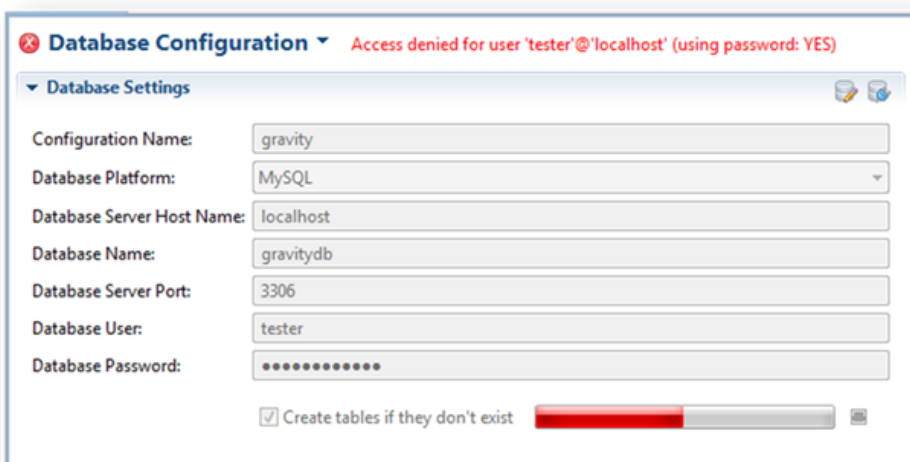 Database Configuration Access denied for user 'tester'@'localhost' (using password: YES)
Database Settings
Configuration Name: gravity
Database Platform: MySQL
Database Server Host Name: localhost
Database Name: gravitydb
Database Server Port: 3306
Database User: tester
Database Password: ••••••••••••
Create tables if they don't exist